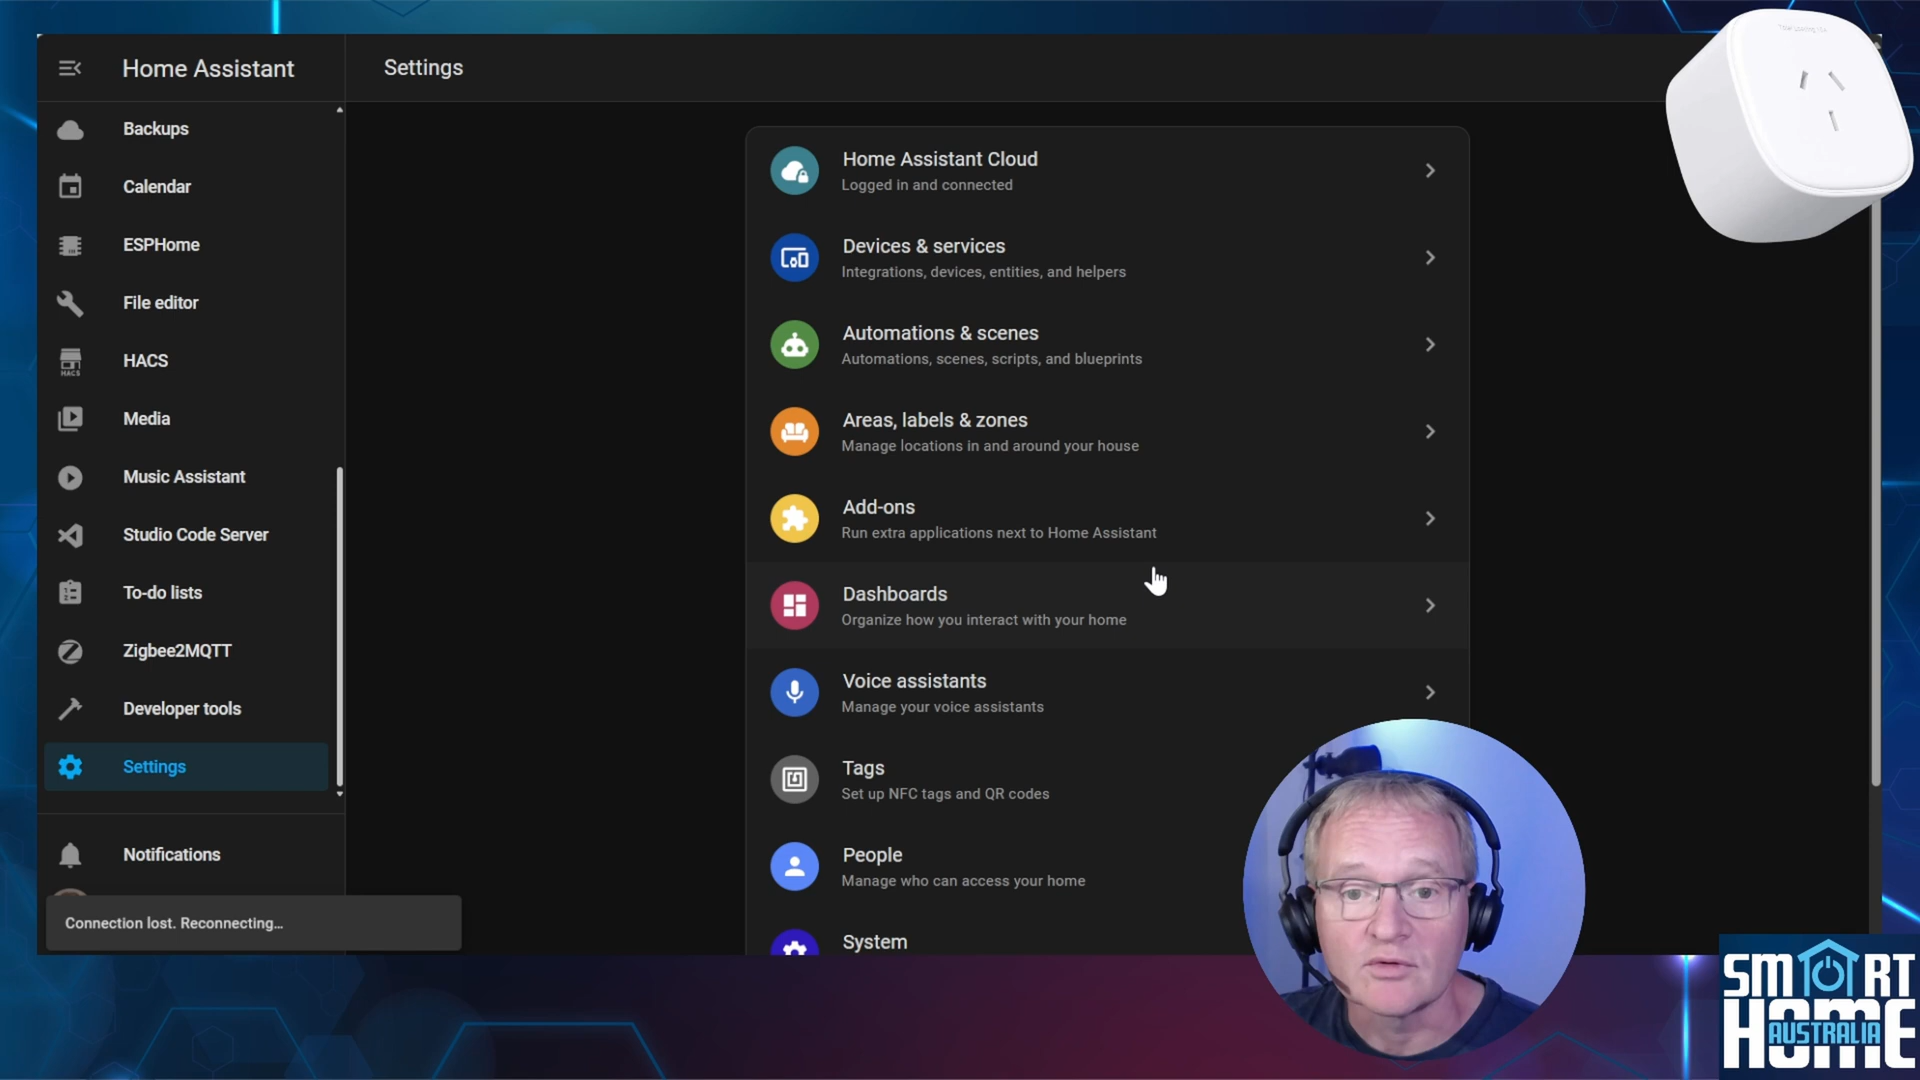 Home Assistant
Settings
Backups
Calendar
ESPHome
File editor
HACS
HACS
Media
Music Assistant
Studio Code Server
To-do lists
Zigbee2MQTT
Developer tools
Settings
Notifications
Connection lost. Reconnecting...
Home Assistant Cloud
Logged in and connected
Devices & services
Integrations, devices, entities, and helpers
Automations & scenes
Automations, scenes, scripts, and blueprints
Areas, labels & zones
Manage locations in and around your house
Add-ons
Run extra applications next to Home Assistant
Dashboards
Organize how you interact with your home
Voice assistants
Manage your voice assistants
Tags
Set up NFC tags and QR codes
People
Manage who can access your home
System
SMART
HOME
AUSTRALIA